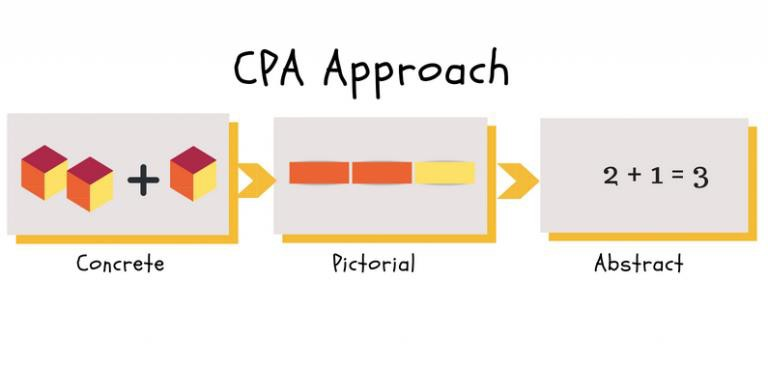 CPA Approach
+
2 + 1 = 3
Concrete
Pictorial
Abstract